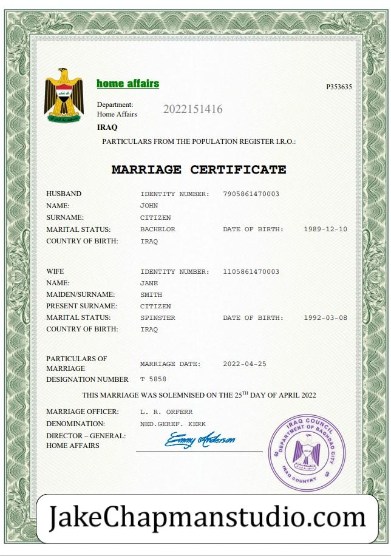 home affairs
P353635
Department: 2022151416
Home Affairs
IRAQ
PARTICULARS FROM THE POPULATION REGISTER I.R.O.:
MARRIAGE CERTIFICATE
HUSBAND IDENTITY NUMBER: 7905861470003
NAME: JOHN
SURNAME: CITIZEN
MARITAL STATUS: BACHELOR DATE OF BIRTH: 1989-12-10
COUNTRY OF BIRTH: IRAQ
WIFE IDENTITY NUMBER: 1105861470003
NAME: JANE
MAIDEN/SURNAME: SMITH
PRESENT SURNAME: CITIZEN
MARITAL STATUS: SPINSTER DATE OF BIRTH: 1992-03-08
COUNTRY OF BIRTH: IRAQ
PARTICULARS OF
MARRIAGE MARRIAGE DATE: 2022-04-25
DESIGNATION NUMBER T 5858
THIS MARRIAGE WAS SOLEMNISED ON THE 25TH DAY OF APRIL 2022
MARRIAGE OFFICER: L. R. OXFERR
DENOMINATION: NED.GEREF. KERK
DIRECTOR – GENERAL: Emmy Anderson
HOME AFFAIRS
IRAQ COUNCIL
DEPARTMENT OF BAGHDAD CITY
IRAQ COUNTRY
JakeChapmanstudio.com